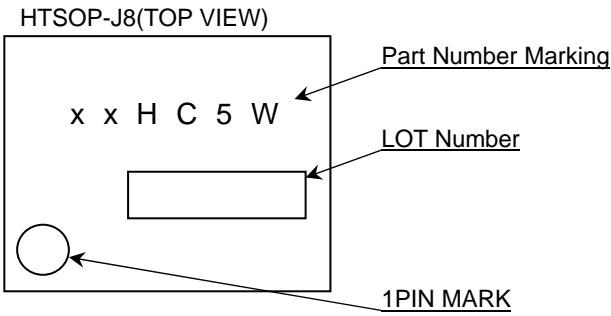 HTSOP-J8(TOP VIEW)
Part Number Marking
x x H C 5 W
LOT Number
1PIN MARK